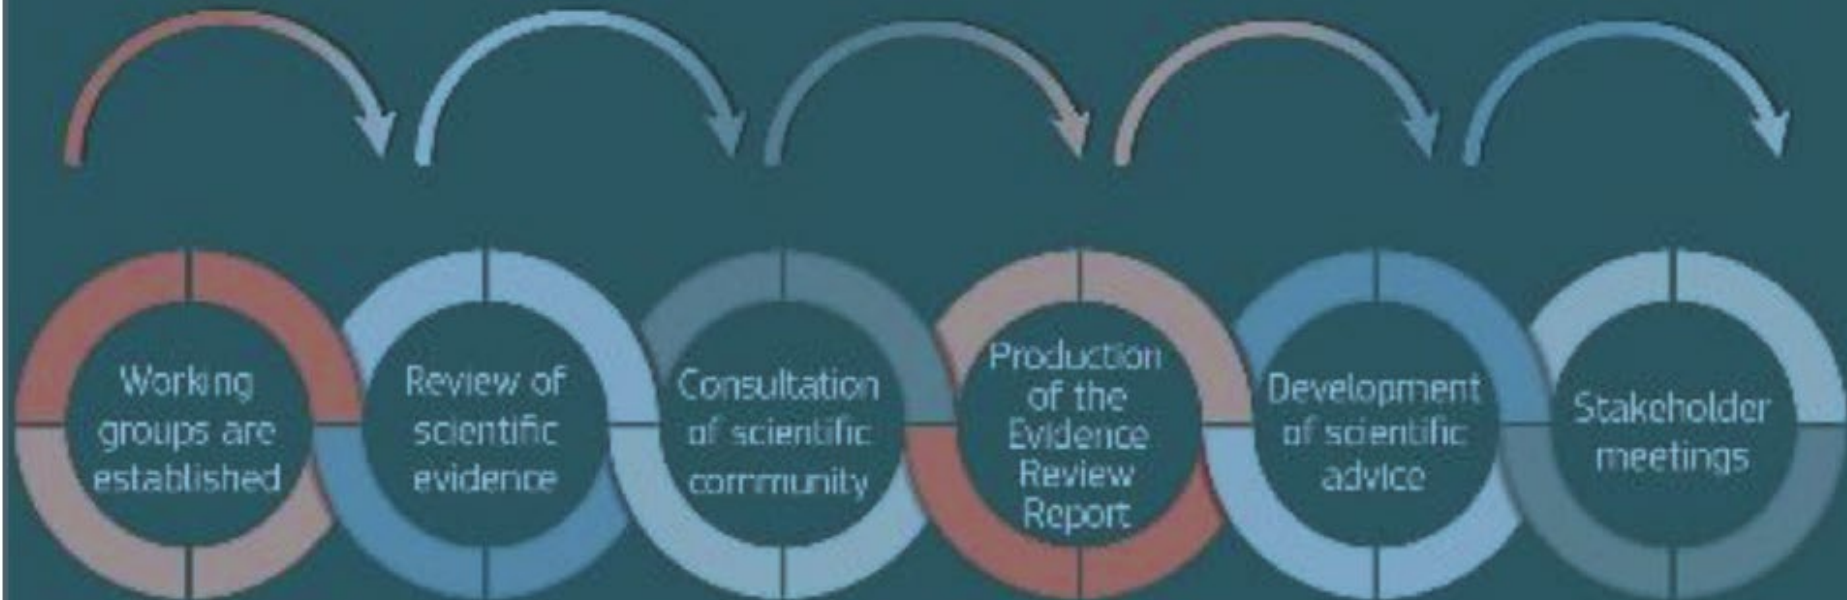 Working
groups are
established
Review of
scientific
evidence
Consultation
of scientific
community
Production
of the
Evidence
Review
Report
Development
of scientific
advice
Stakeholder
meetings